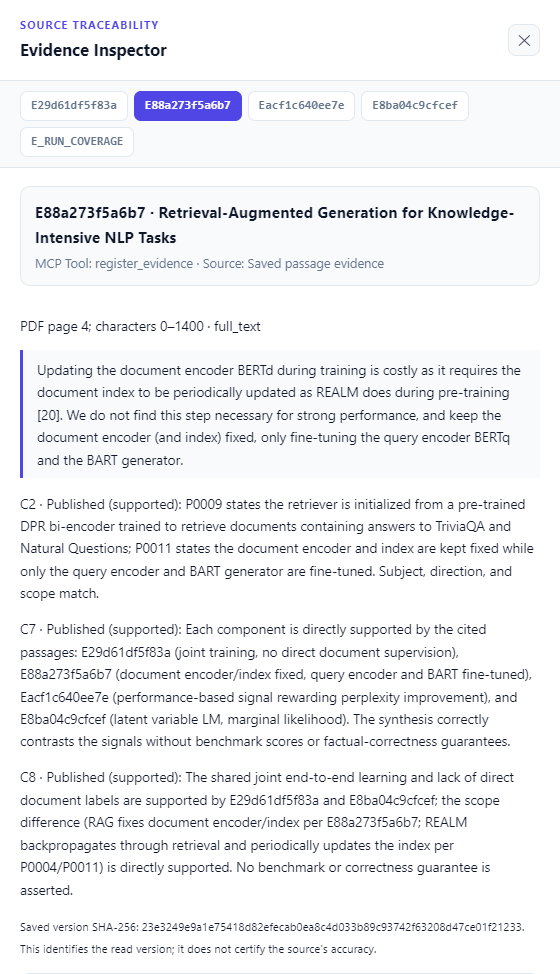 SOURCE TRACEABILITY
Evidence Inspector
E29d61df5f83a
E88a273f5a6b7
Eacf1c640ee7e
E8ba04c9cfcef
E_RUN_COVERAGE
E88a273f5a6b7 · Retrieval-Augmented Generation for Knowledge-
Intensive NLP Tasks
MCP Tool: register_evidence · Source: Saved passage evidence
PDF page 4; characters 0–1400 · full_text
Updating the document encoder BERTd during training is costly as it requires the
document index to be periodically updated as REALM does during pre-training
[20]. We do not find this step necessary for strong performance, and keep the
document encoder (and index) fixed, only fine-tuning the query encoder BERTq
and the BART generator.
C2 · Published (supported): P0009 states the retriever is initialized from a pre-trained
DPR bi-encoder trained to retrieve documents containing answers to TriviaQA and
Natural Questions; P0011 states the document encoder and index are kept fixed while
only the query encoder and BART generator are fine-tuned. Subject, direction, and
scope match.
C7 · Published (supported): Each component is directly supported by the cited
passages: E29d61df5f83a (joint training, no direct document supervision),
E88a273f5a6b7 (document encoder/index fixed, query encoder and BART fine-tuned),
Eacf1c640ee7e (performance-based signal rewarding perplexity improvement), and
E8ba04c9cfcef (latent variable LM, marginal likelihood). The synthesis correctly
contrasts the signals without benchmark scores or factual-correctness guarantees.
C8 · Published (supported): The shared joint end-to-end learning and lack of direct
document labels are supported by E29d61df5f83a and E8ba04c9cfcef; the scope
difference (RAG fixes document encoder/index per E88a273f5a6b7; REALM
backpropagates through retrieval and periodically updates the index per
P0004/P0011) is directly supported. No benchmark or correctness guarantee is
asserted.
Saved version SHA-256: 23e3249e9a1e75418d82efecab0ea8c4d033b89c93742f63208d47ce01f21233.
This identifies the read version; it does not certify the source's accuracy.